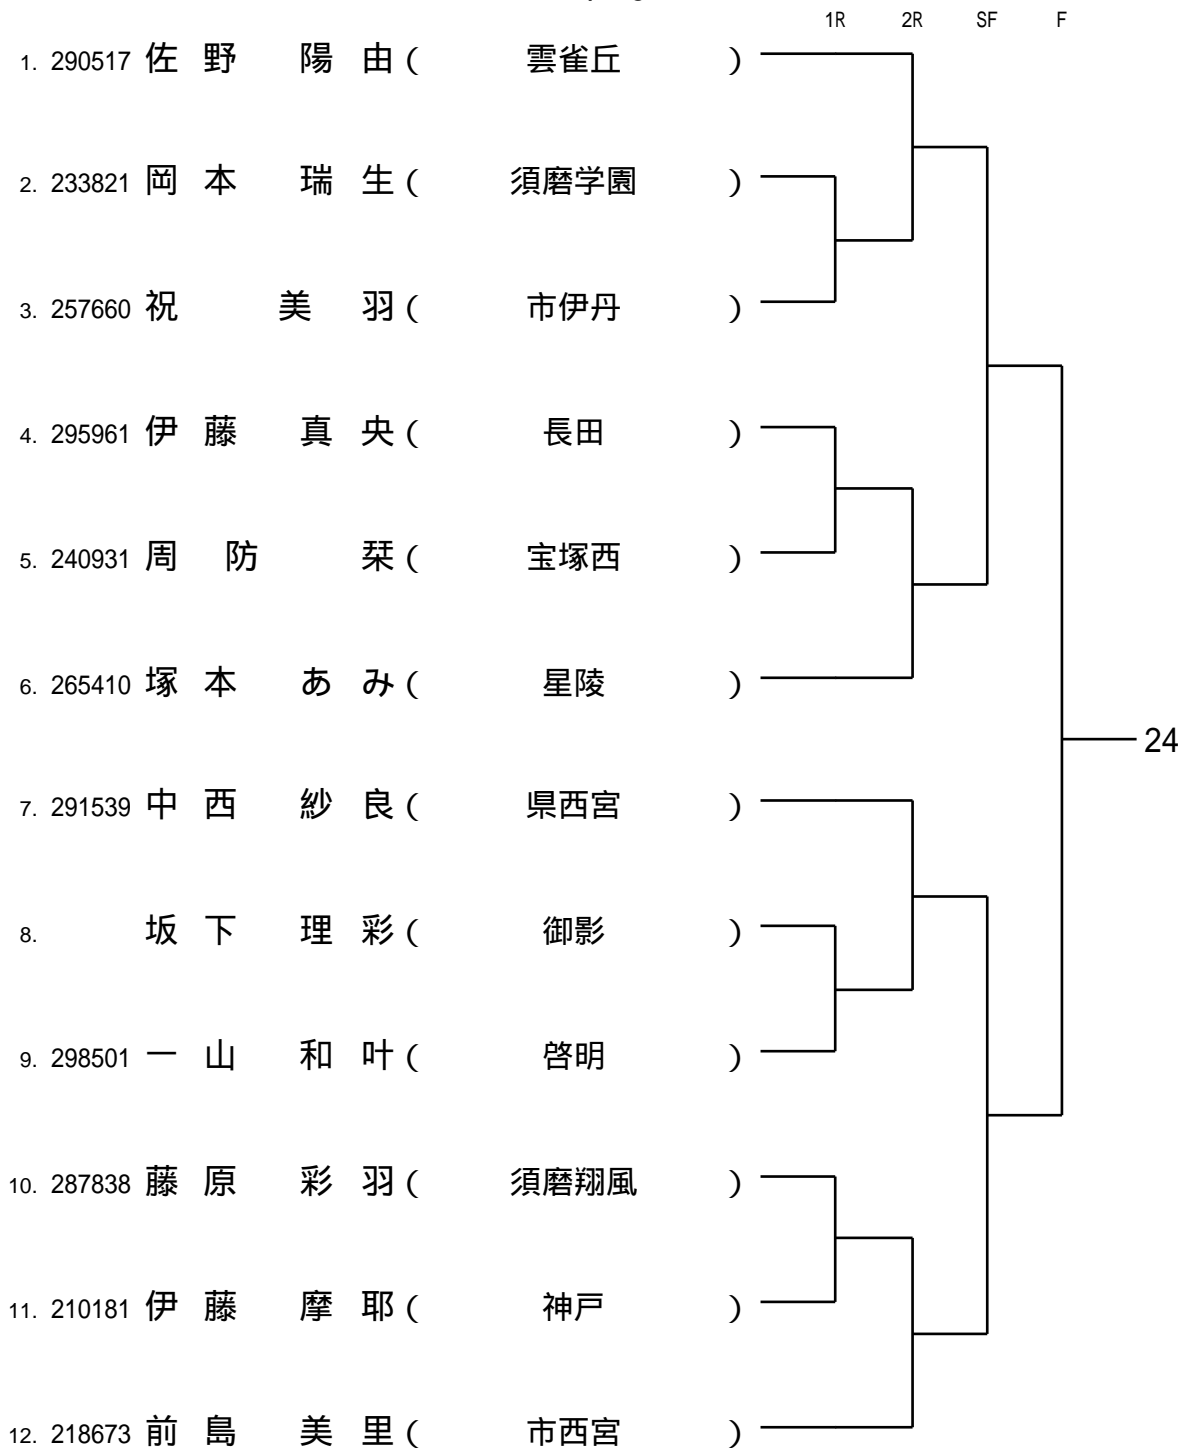 1R 2R SF F
1. 290517 佐野 陽由 ( 雲雀丘 )
2. 233821 岡本 瑞生 ( 須磨学園 )
3. 257660 祝 美羽 ( 市伊丹 )
4. 295961 伊藤 真央 ( 長田 )
5. 240931 周防 栞 ( 宝塚西 )
6. 265410 塚本 あみ ( 星陵 )
24
7. 291539 中西 紗良 ( 県西宮 )
8. 坂下 理彩 ( 御影 )
9. 298501 一山 和叶 ( 啓明 )
10. 287838 藤原 彩羽 ( 須磨翔風 )
11. 210181 伊藤 摩耶 ( 神戸 )
12. 218673 前島 美里 ( 市西宮 )